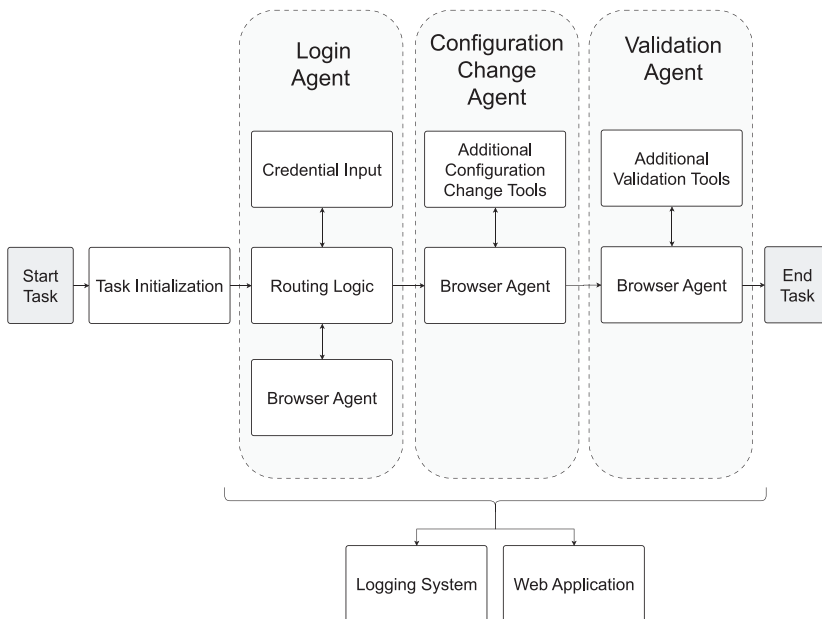 Login
Agent
Configuration
Change
Agent
Validation
Agent
Credential Input
Additional
Configuration
Change Tools
Additional
Validation Tools
Start
Task
Task Initialization
Routing Logic
Browser Agent
Browser Agent
End
Task
Browser Agent
Logging System
Web Application